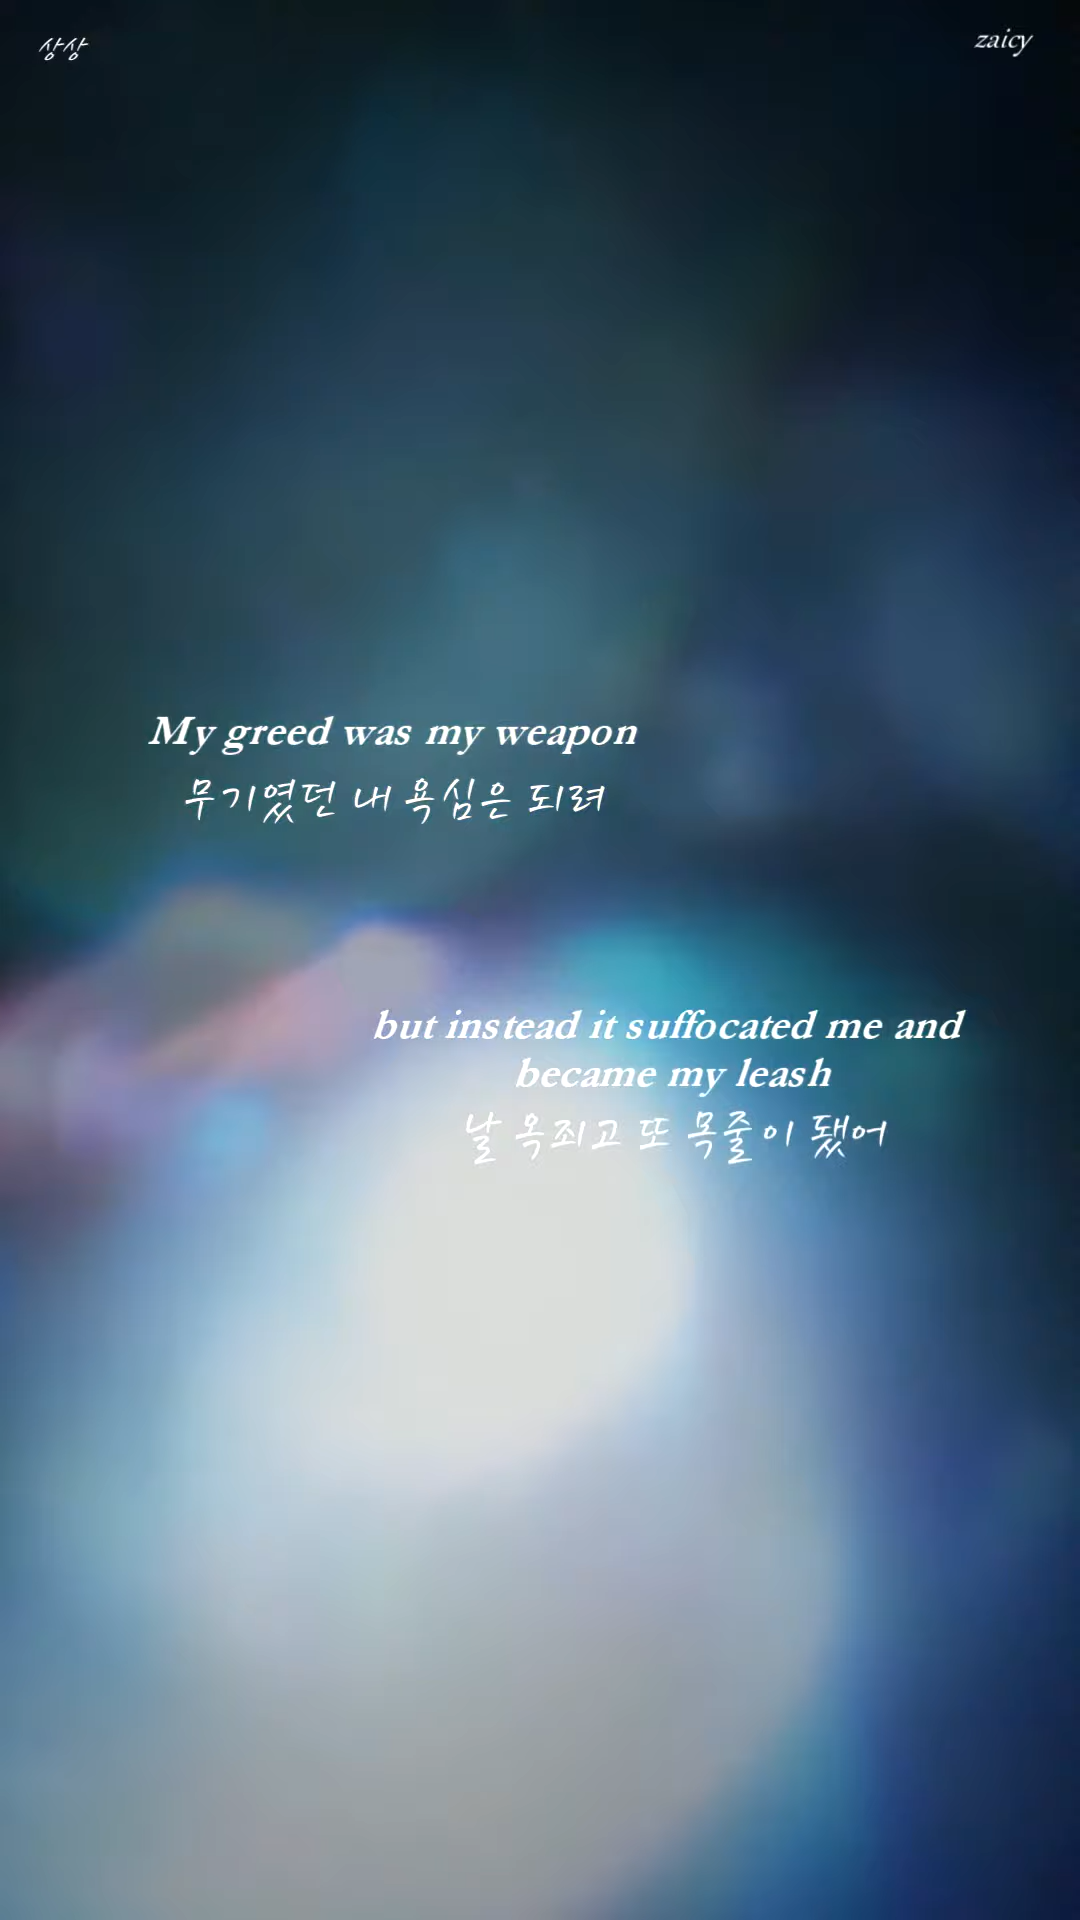 상상
zaicy
My greed was my weapon
무기였던 내 욕심은 되려
but instead it suffocated me and
became my leash
날 옥죄고 또 목줄이 됐어